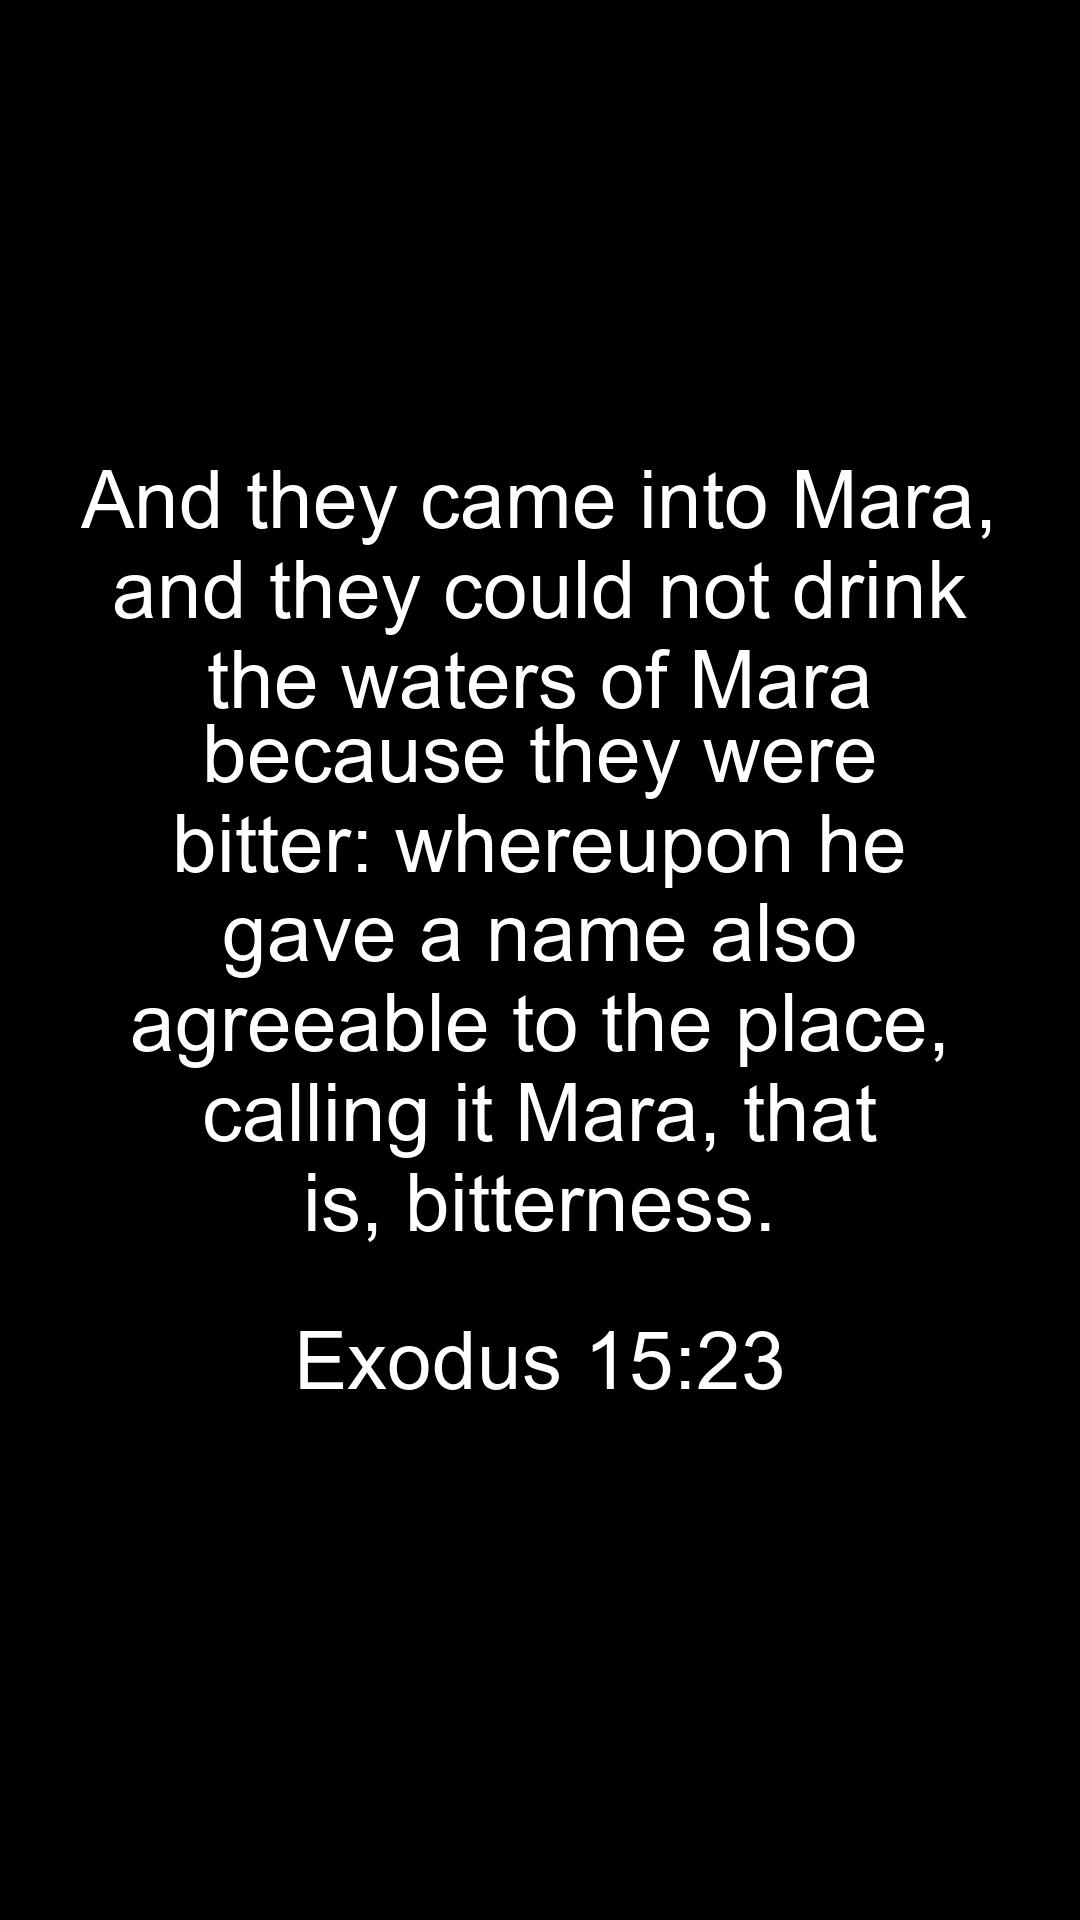 And they came into Mara,
and they could not drink
the waters of Mara
because they were
bitter: whereupon he
gave a name also
agreeable to the place,
calling it Mara, that
is, bitterness.
Exodus 15:23